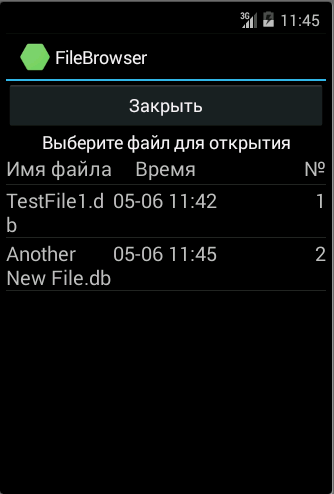 3G 11:45
FileBrowser
Закрыть
Выберите файл для открытия
Имя файла Время №
TestFile1.d 05-06 11:42 1
b
Another 05-06 11:45 2
New File.db